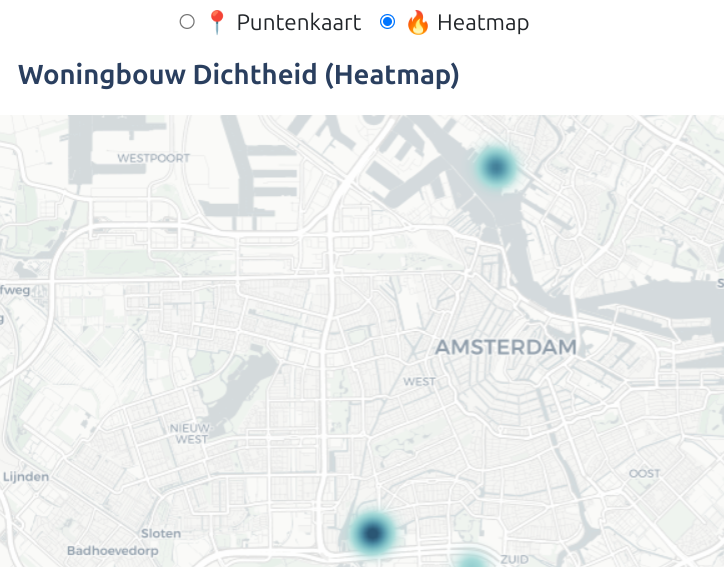 📍 Puntenkaart 🔥 Heatmap
Woningbouw Dichtheid (Heatmap)
WESTPOORT
fweg
AMSTERDAM
WEST
NIEUW-
WEST
Lijnden
OOST
Sloten
Badhoevedorp
ZUID